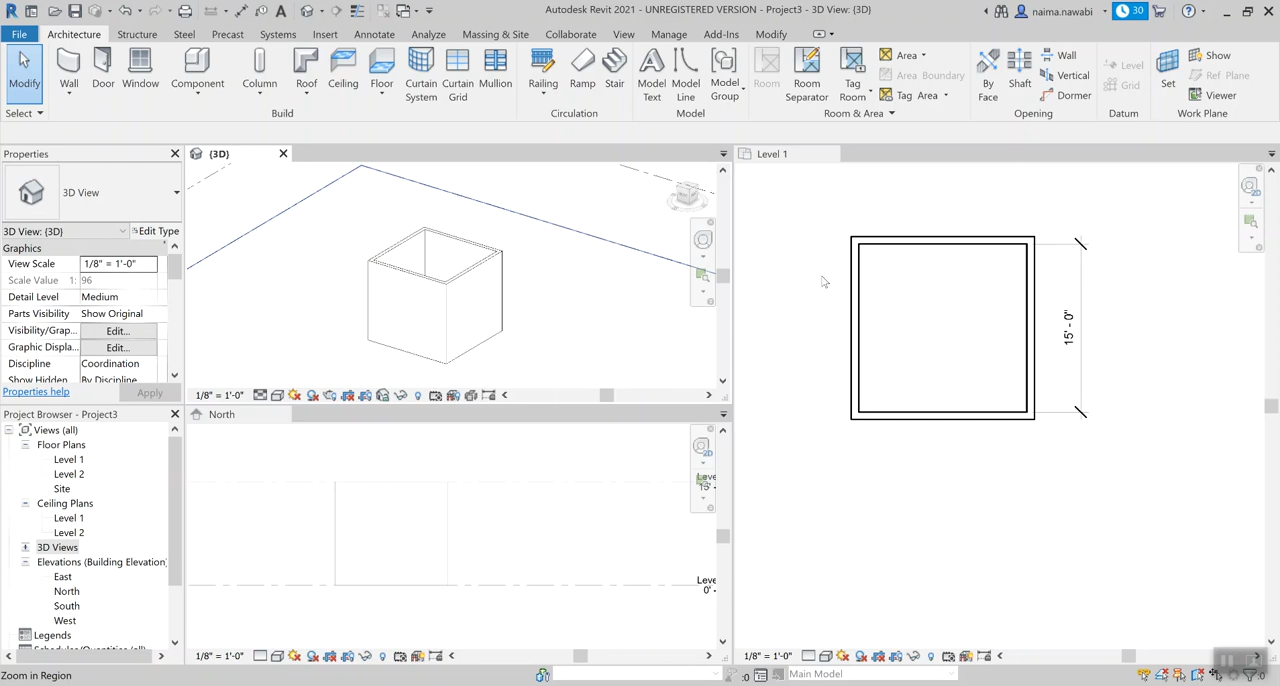 Autodesk Revit 2021 - UNREGISTERED VERSION - Project3 - 3D View: {3D}
naima.nawabi
30
File Architecture Structure Steel Precast Systems Insert Annotate Analyze Massing & Site Collaborate View Manage Add-Ins Modify
Modify Wall Door Window Component Column Roof Ceiling Floor Curtain System Curtain Grid Mullion Railing Ramp Stair Model Text Model Line Model Group Room Room Separator Tag Room Area Area Boundary Tag Area By Face Shaft Wall Vertical Dormer Level Grid Set Show Ref Plane Viewer
Select Build Circulation Model Room & Area Opening Datum Work Plane
Properties
3D View
3D View: {3D} Edit Type
Graphics
View Scale 1/8" = 1'-0"
Scale Value 1: 96
Detail Level Medium
Parts Visibility Show Original
Visibility/Grap... Edit...
Graphic Displa... Edit...
Discipline Coordination
Show Hidden By Discipline
Properties help Apply
Project Browser - Project3
Views (all)
Floor Plans
Level 1
Level 2
Site
Ceiling Plans
Level 1
Level 2
3D Views
Elevations (Building Elevation)
East
North
South
West
Legends
{3D}
1/8" = 1'-0"
North
Leve
15' -
Leve
0' -
1/8" = 1'-0"
Level 1
15' - 0"
2D
2D
1/8" = 1'-0"
Zoom in Region
:0
Main Model
:0